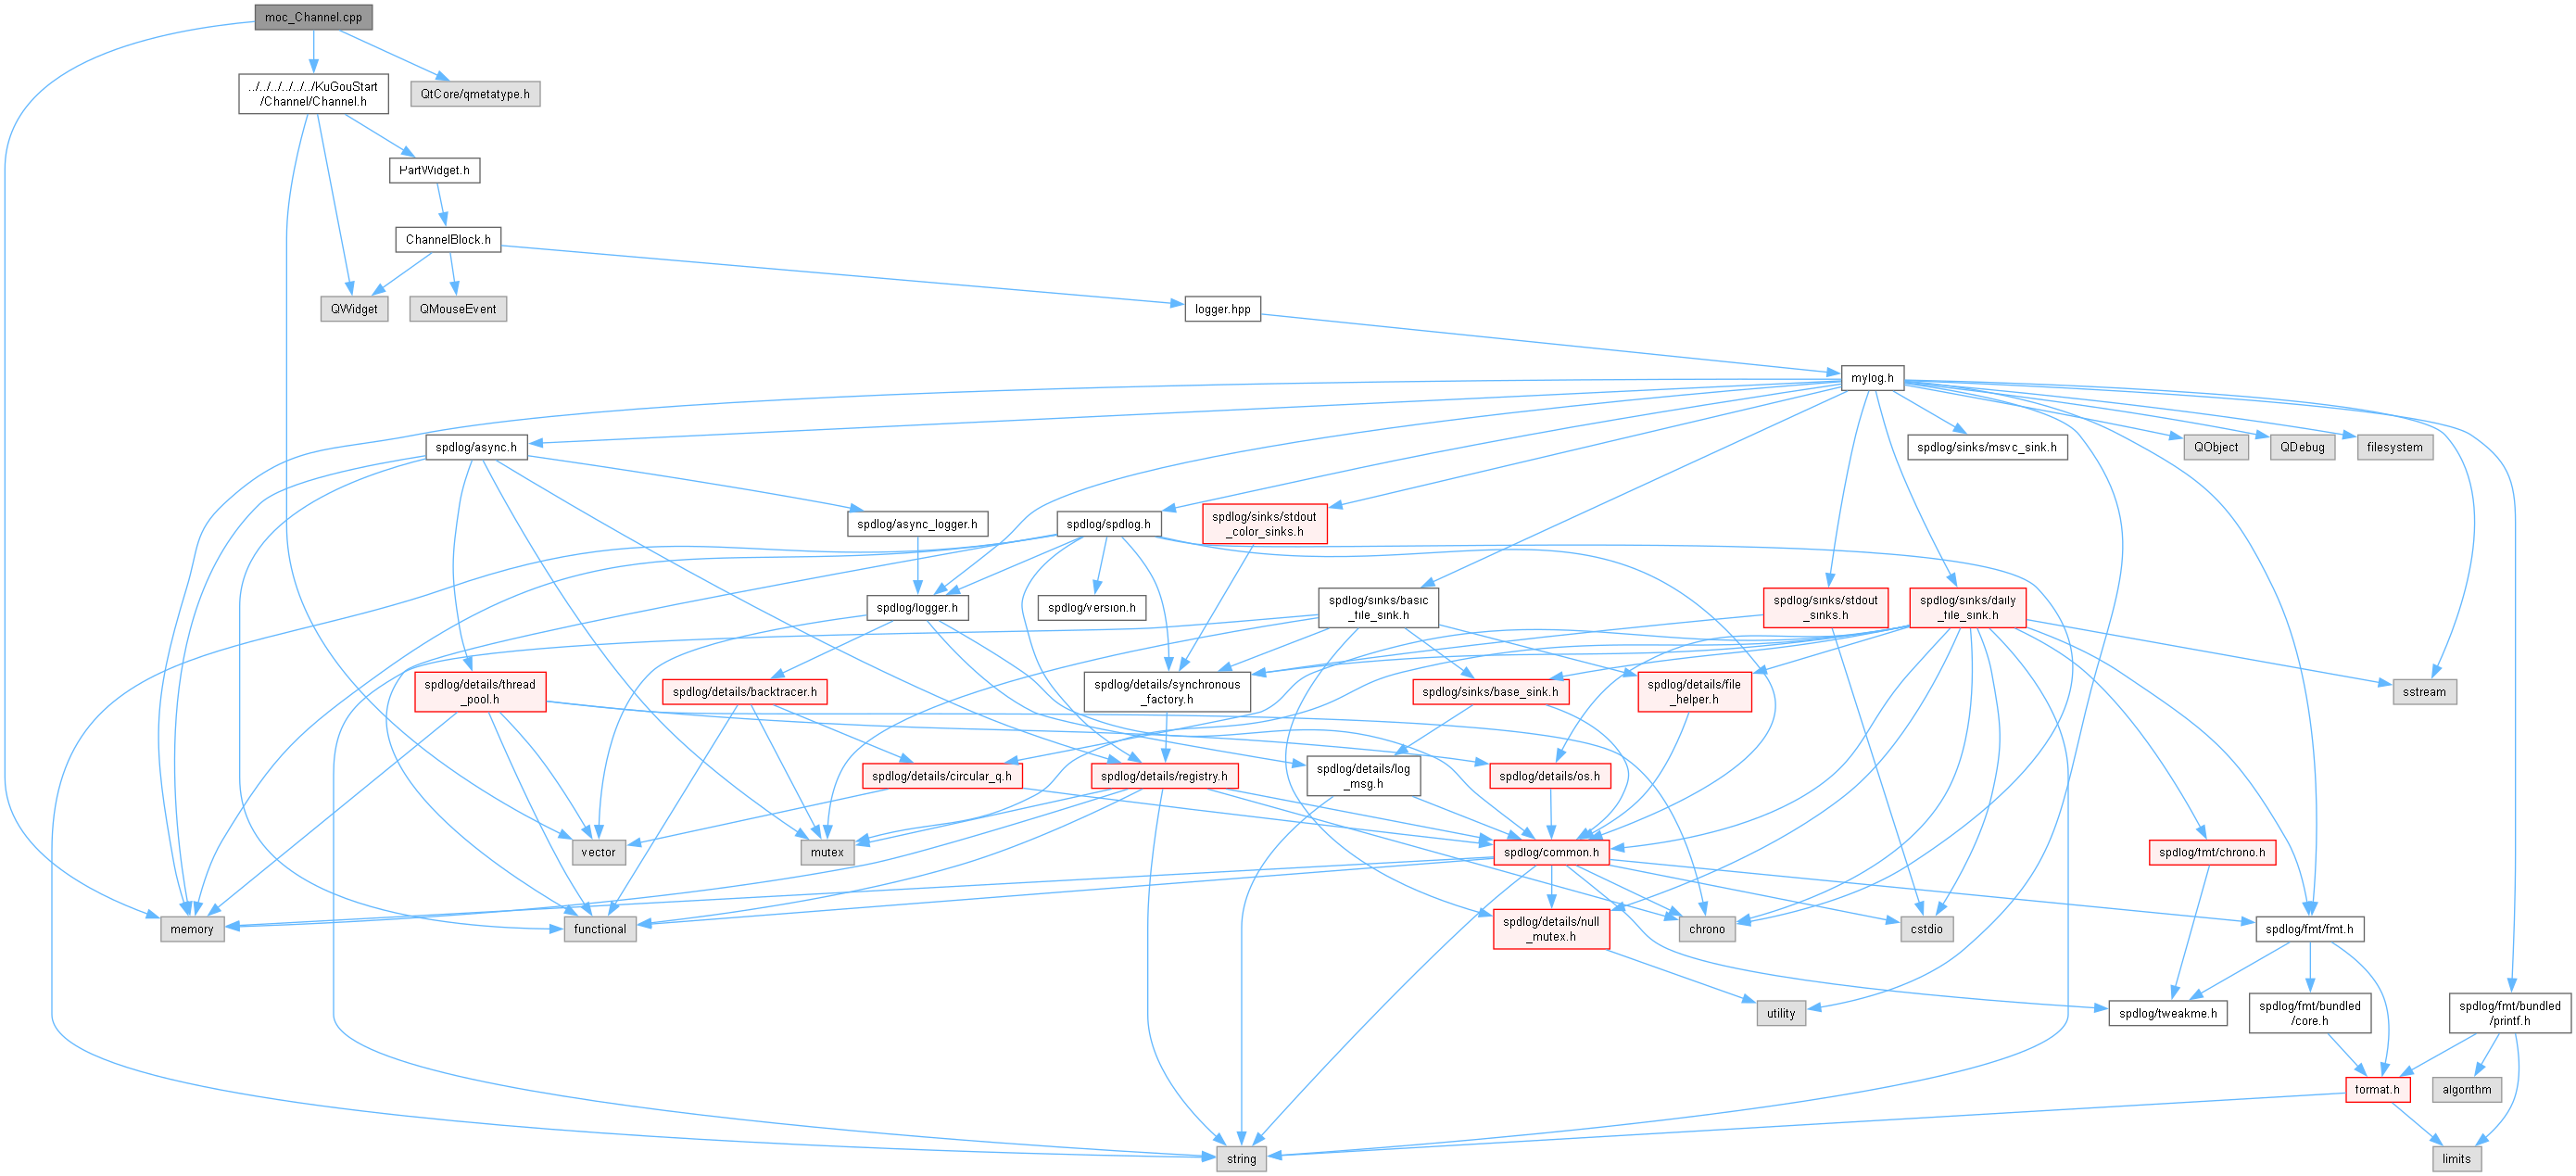 moc_Channel.cpp
../../../../../../KuGouStart
/Channel/Channel.h
QtCore/qmetatype.h
PartWidget.h
ChannelBlock.h
QWidget
QMouseEvent
logger.hpp
mylog.h
spdlog/async.h
spdlog/sinks/msvc_sink.h
QObject
QDebug
filesystem
spdlog/async_logger.h
spdlog/spdlog.h
spdlog/sinks/stdout
_color_sinks.h
spdlog/logger.h
spdlog/version.h
spdlog/sinks/basic
_file_sink.h
spdlog/sinks/stdout
_sinks.h
spdlog/sinks/daily
_file_sink.h
spdlog/details/thread
_pool.h
spdlog/details/backtracer.h
spdlog/details/synchronous
_factory.h
spdlog/sinks/base_sink.h
spdlog/details/file
_helper.h
sstream
spdlog/details/circular_q.h
spdlog/details/registry.h
spdlog/details/log
_msg.h
spdlog/details/os.h
vector
mutex
spdlog/common.h
spdlog/fmt/chrono.h
memory
functional
spdlog/details/null
_mutex.h
chrono
cstdio
spdlog/fmt/fmt.h
utility
spdlog/tweakme.h
spdlog/fmt/bundled
/core.h
spdlog/fmt/bundled
/printf.h
format.h
algorithm
string
limits